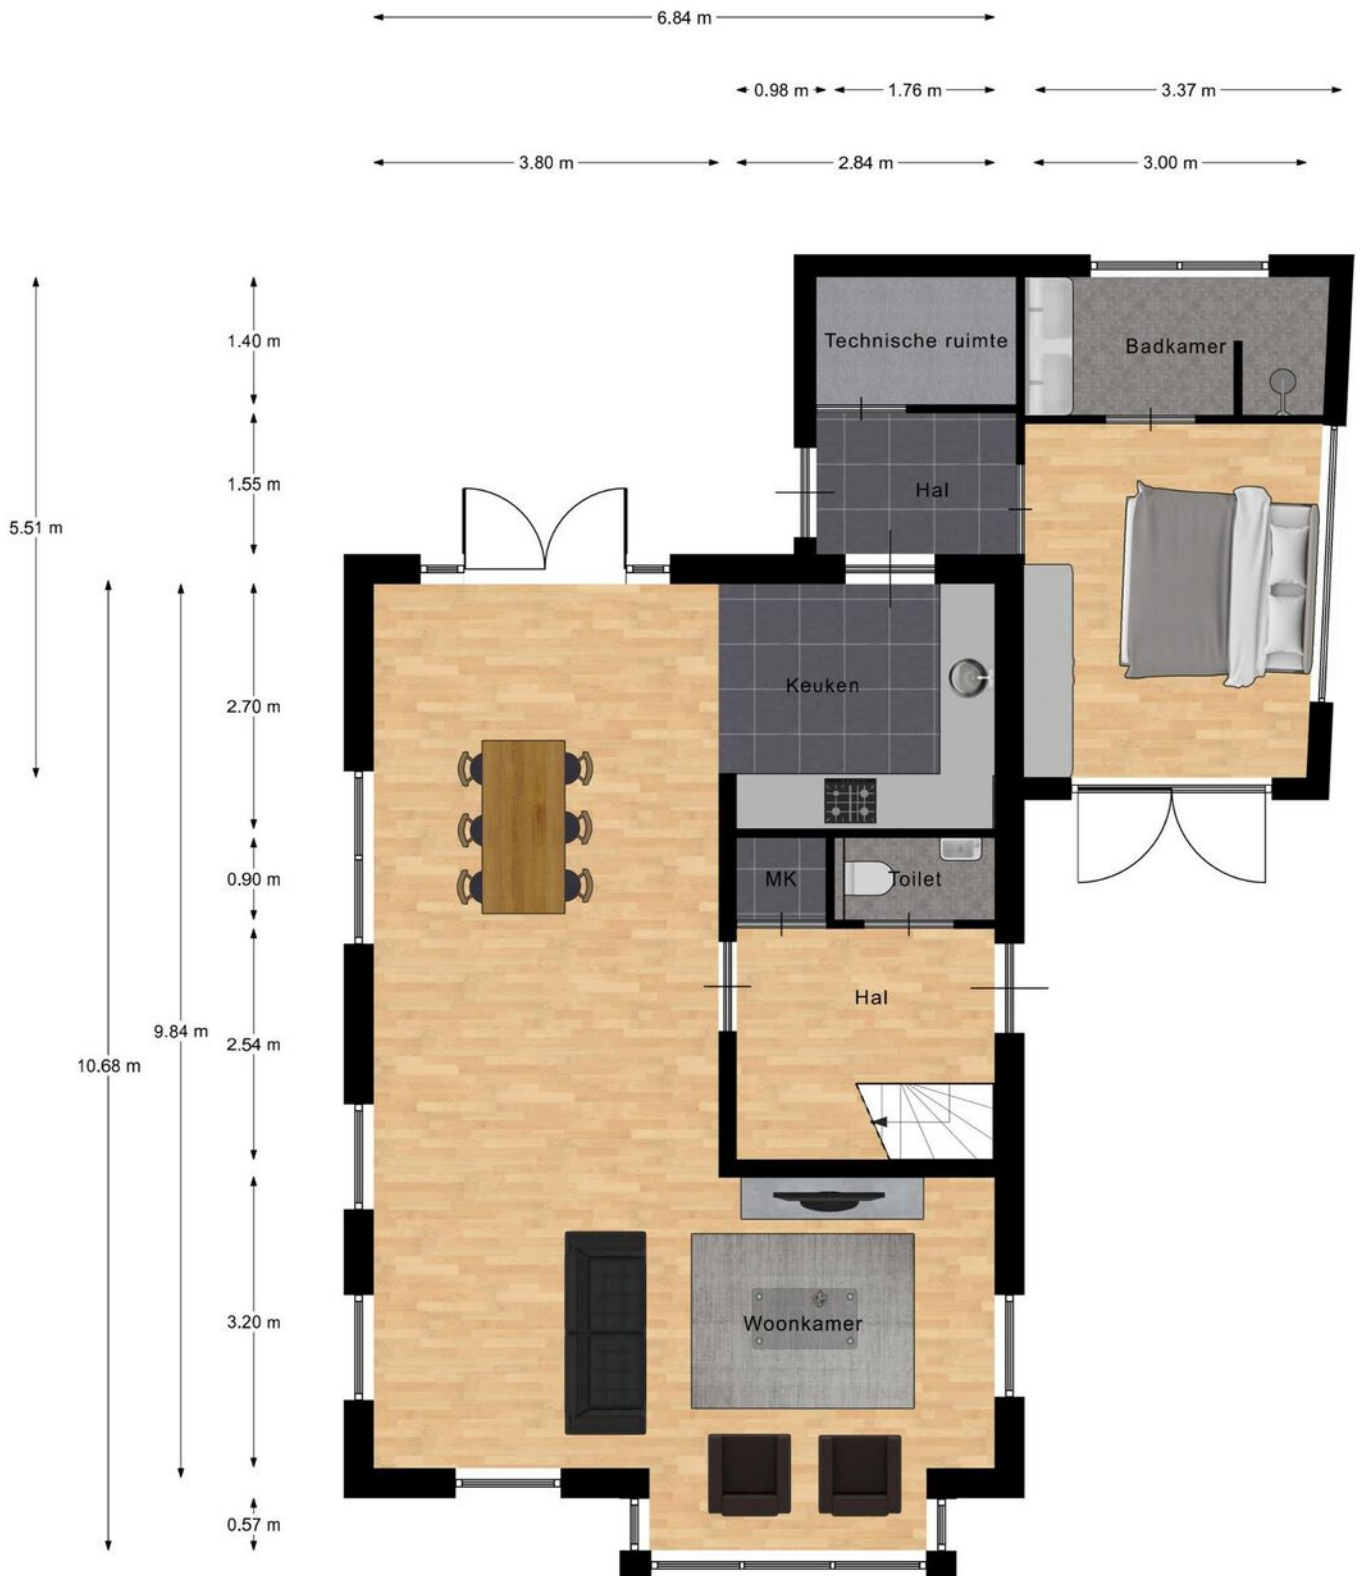 6.84 m
0.98 m 1.76 m 3.37 m
3.80 m 2.84 m 3.00 m
1.40 m
Technische ruimte
Badkamer
1.55 m
Hal
5.51 m
2.70 m
Keuken
0.90 m
MK
Toilet
Hal
9.84 m
2.54 m
10.68 m
3.20 m
Woonkamer
0.57 m